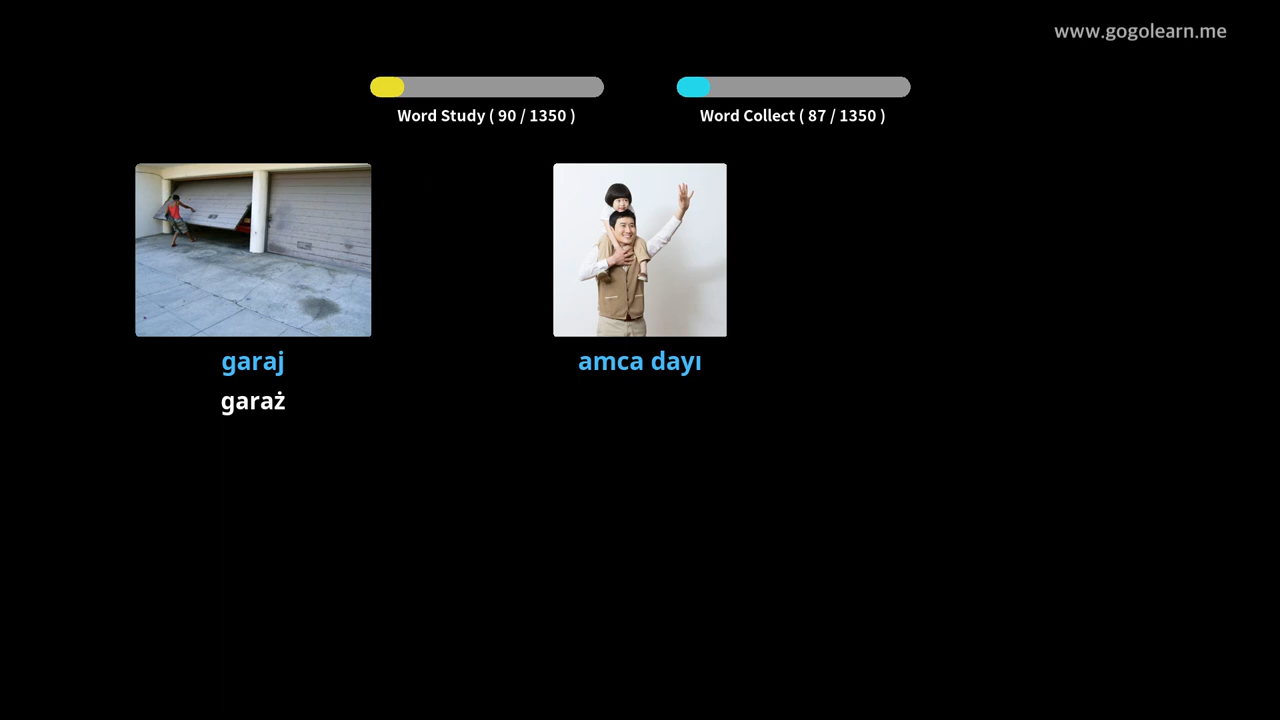 www.gogolearn.me
Word Study ( 90 / 1350 )
Word Collect ( 87 / 1350 )
garaj
amca dayı
garaż